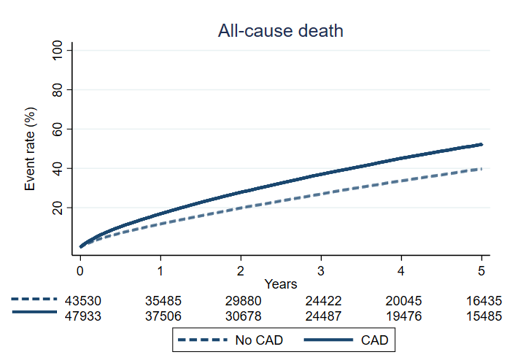 All-cause death
Event rate (%)
100
80
60
40
20
0 1 2 3 4 5
Years
43530 35485 29880 24422 20045 16435
47933 37506 30678 24487 19476 15485
No CAD CAD